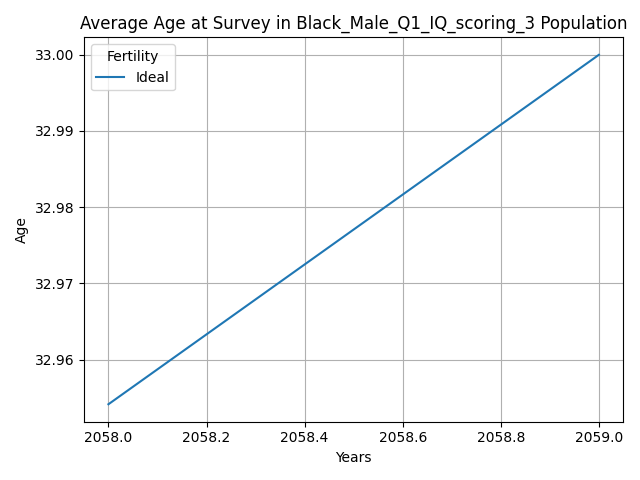 Average Age at Survey in Black_Male_Q1_IQ_scoring_3 Population
Fertility
Ideal
33.00
32.99
32.98
32.97
32.96
Age
2058.0 2058.2 2058.4 2058.6 2058.8 2059.0
Years